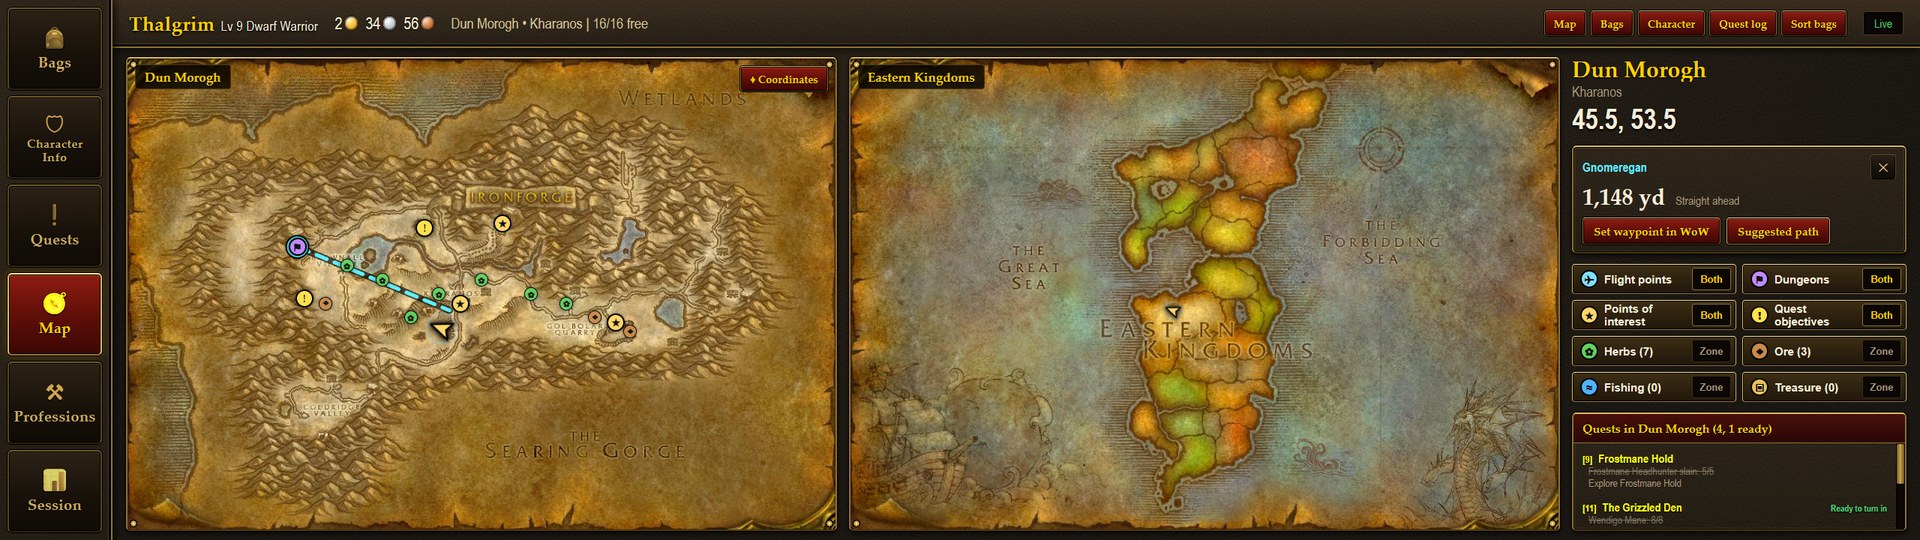 Bags
Character
Info
Quests
Map
Professions
Session
Thalgrim Lv 9 Dwarf Warrior 2 34 56 Dun Morogh • Kharanos | 16/16 free
Map Bags Character Quest log Sort bags Live
Dun Morogh
♦ Coordinates
WETLANDS
IRONFORGE
GOL'BOLAR
QUARRY
COLDRIDGE
VALLEY
THE
SEARING GORGE
Eastern Kingdoms
THE
GREAT
SEA
THE
FORBIDDING
SEA
EASTERN
KINGDOMS
Dun Morogh
Kharanos
45.5, 53.5
Gnomeregan
1,148 yd Straight ahead
Set waypoint in WoW Suggested path
Flight points Both Dungeons Both
Points of
interest Both Quest
objectives Both
Herbs (7) Zone Ore (3) Zone
Fishing (0) Zone Treasure (0) Zone
Quests in Dun Morogh (4, 1 ready)
[9] Frostmane Hold
Frostmane Headhunter slain: 5/5
Explore Frostmane Hold
[11] The Grizzled Den Ready to turn in
Wendigo Mane: 8/8